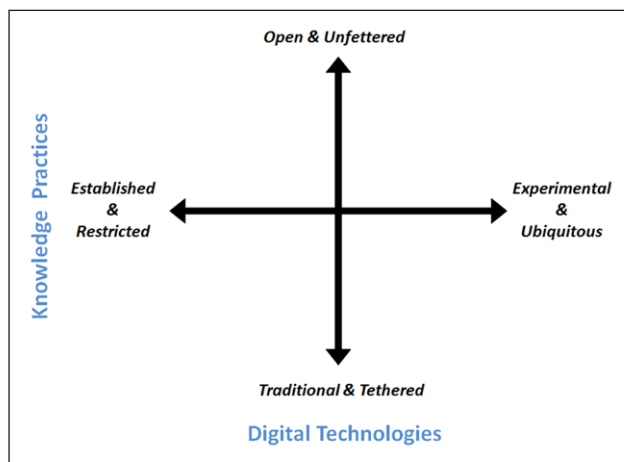 Open & Unfettered
Knowledge Practices
Established
&
Restricted
Experimental
&
Ubiquitous
Traditional & Tethered
Digital Technologies